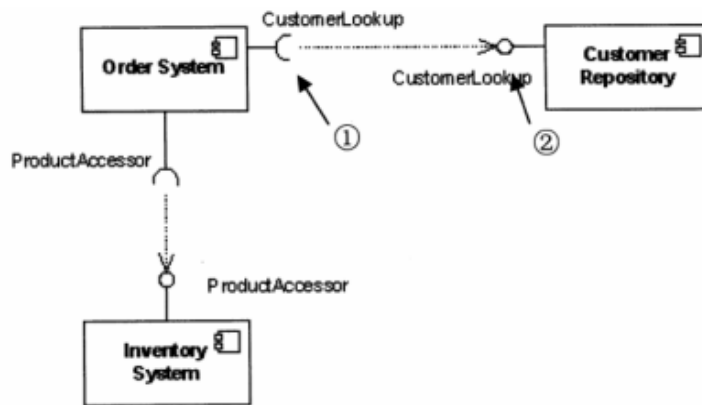 CustomerLookup
Order System
Customer
Repository
CustomerLookup
①
②
ProductAccessor
ProductAccessor
Inventory
System